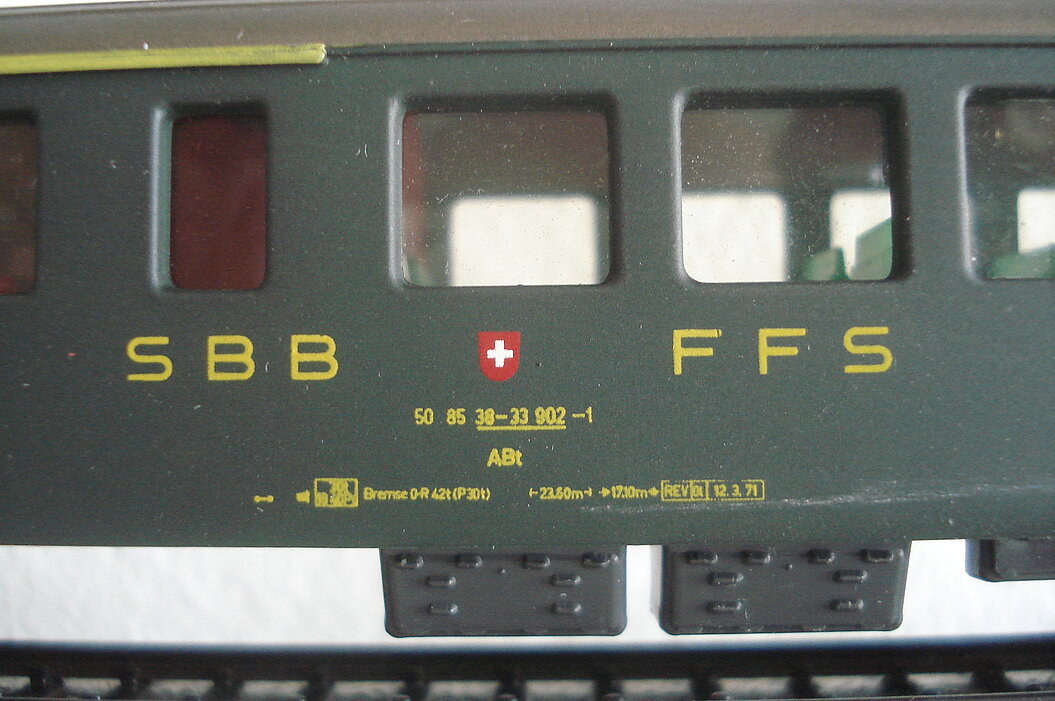 SBB FFS
50 85 38-33 902 -1
ABt
Bremse O-R 42t (P30t) 23.60m 17.10m REV Bl 12.3.71